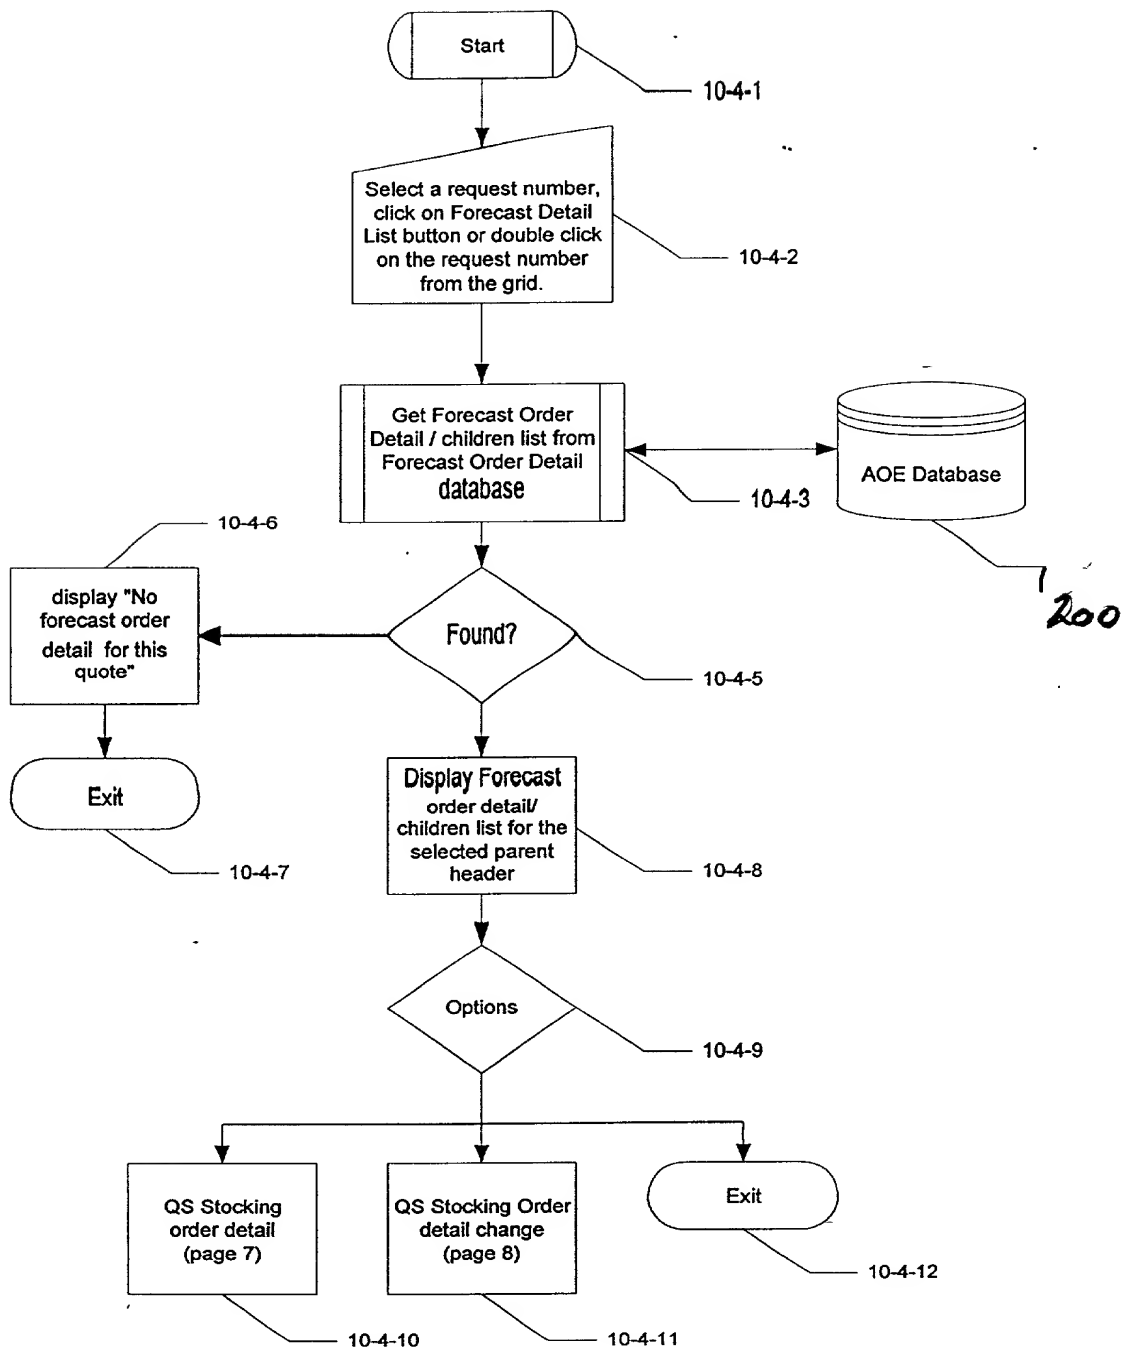 Start
10-4-1
Select a request number,
click on Forecast Detail
List button or double click
on the request number
from the grid.
10-4-2
Get Forecast Order
Detail / children list from
Forecast Order Detail
database
10-4-3
AOE Database
200
10-4-6
display "No
forecast order
detail for this
quote"
Found?
10-4-5
Exit
10-4-7
Display Forecast
order detail/
children list for the
selected parent
header
10-4-8
Options
10-4-9
QS Stocking
order detail
(page 7)
10-4-10
QS Stocking Order
detail change
(page 8)
10-4-11
Exit
10-4-12